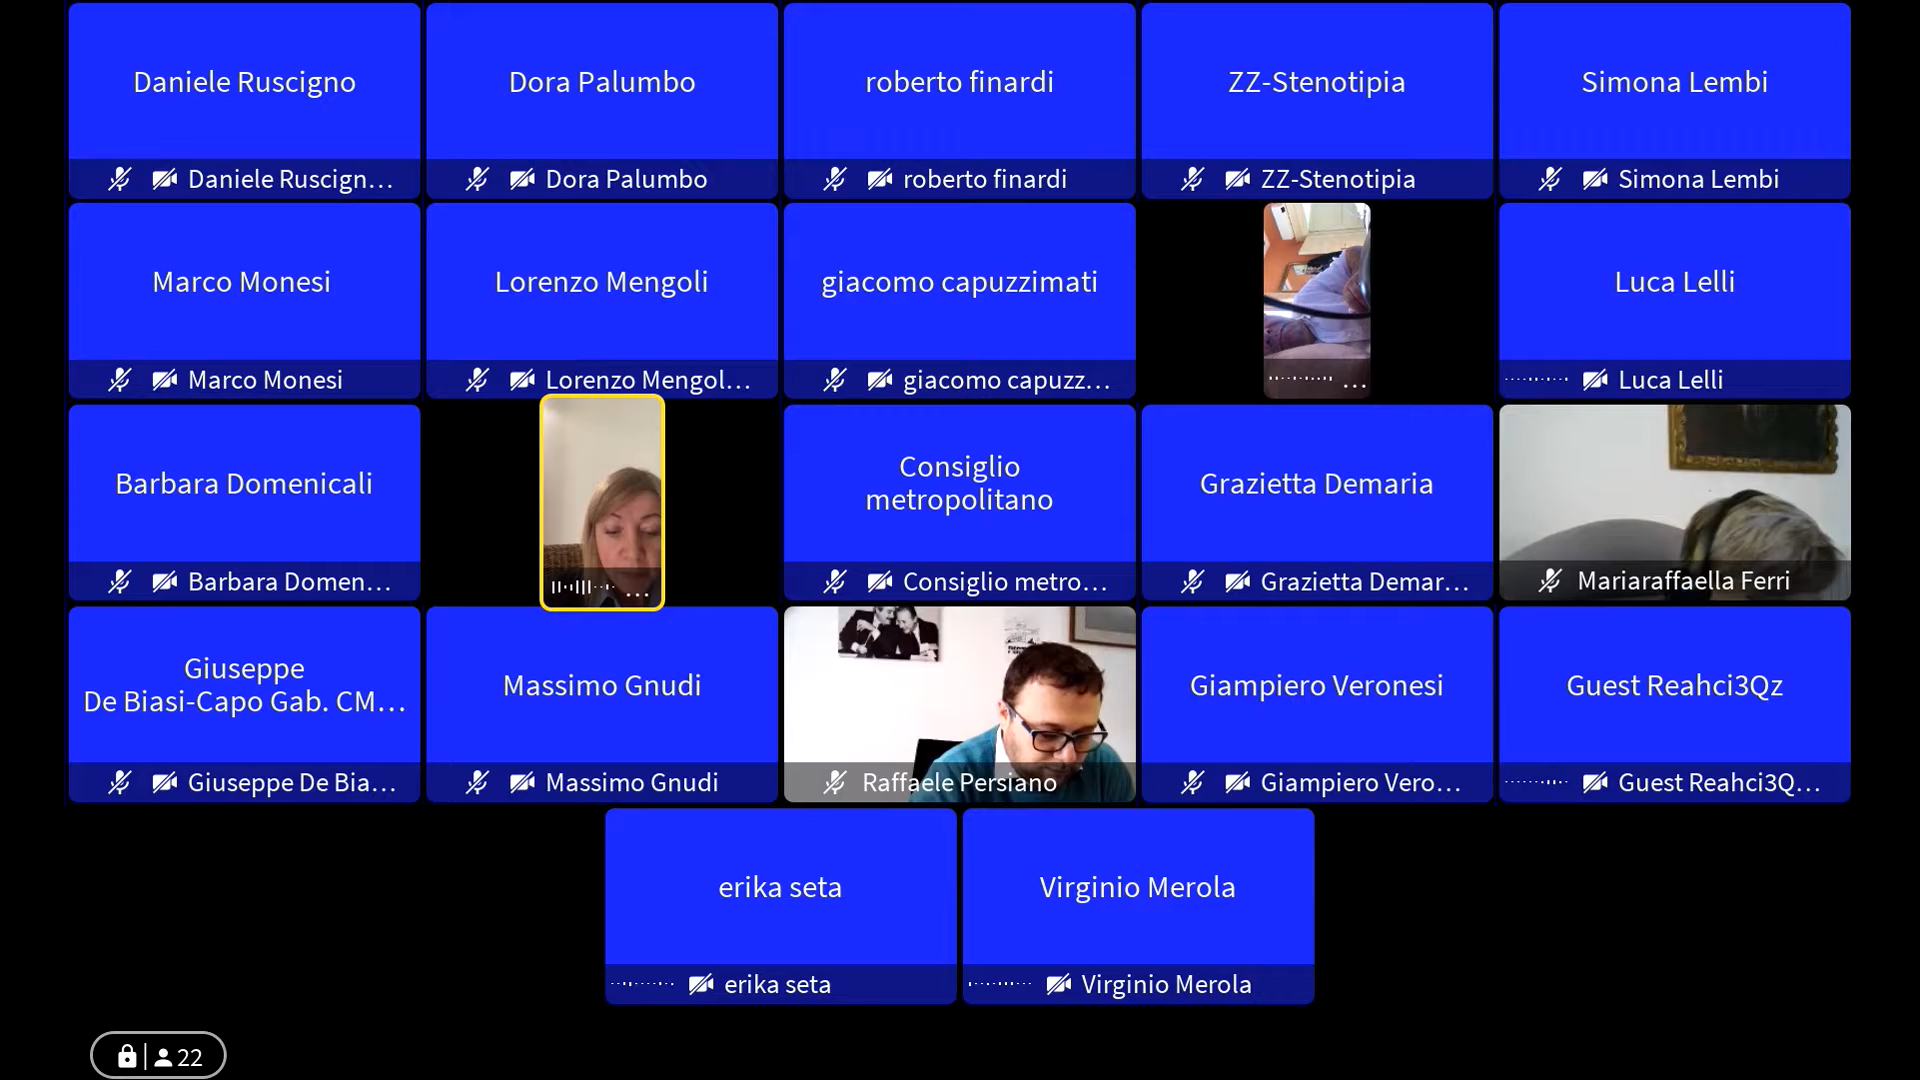 Daniele Ruscigno
Daniele Ruscign...
Dora Palumbo
Dora Palumbo
roberto finardi
roberto finardi
ZZ-Stenotipia
ZZ-Stenotipia
Simona Lembi
Simona Lembi
Marco Monesi
Marco Monesi
Lorenzo Mengoli
Lorenzo Mengol...
giacomo capuzzimati
giacomo capuzz...
...
Luca Lelli
Luca Lelli
Barbara Domenicali
Barbara Domen...
...
Consiglio
metropolitano
Consiglio metro...
Grazietta Demaria
Grazietta Demar...
Mariaraffaella Ferri
Giuseppe
De Biasi-Capo Gab. CM...
Giuseppe De Bia...
Massimo Gnudi
Massimo Gnudi
Raffaele Persiano
Giampiero Veronesi
Giampiero Vero...
Guest Reahci3Qz
Guest Reahci3Q...
erika seta
erika seta
Virginio Merola
Virginio Merola
22